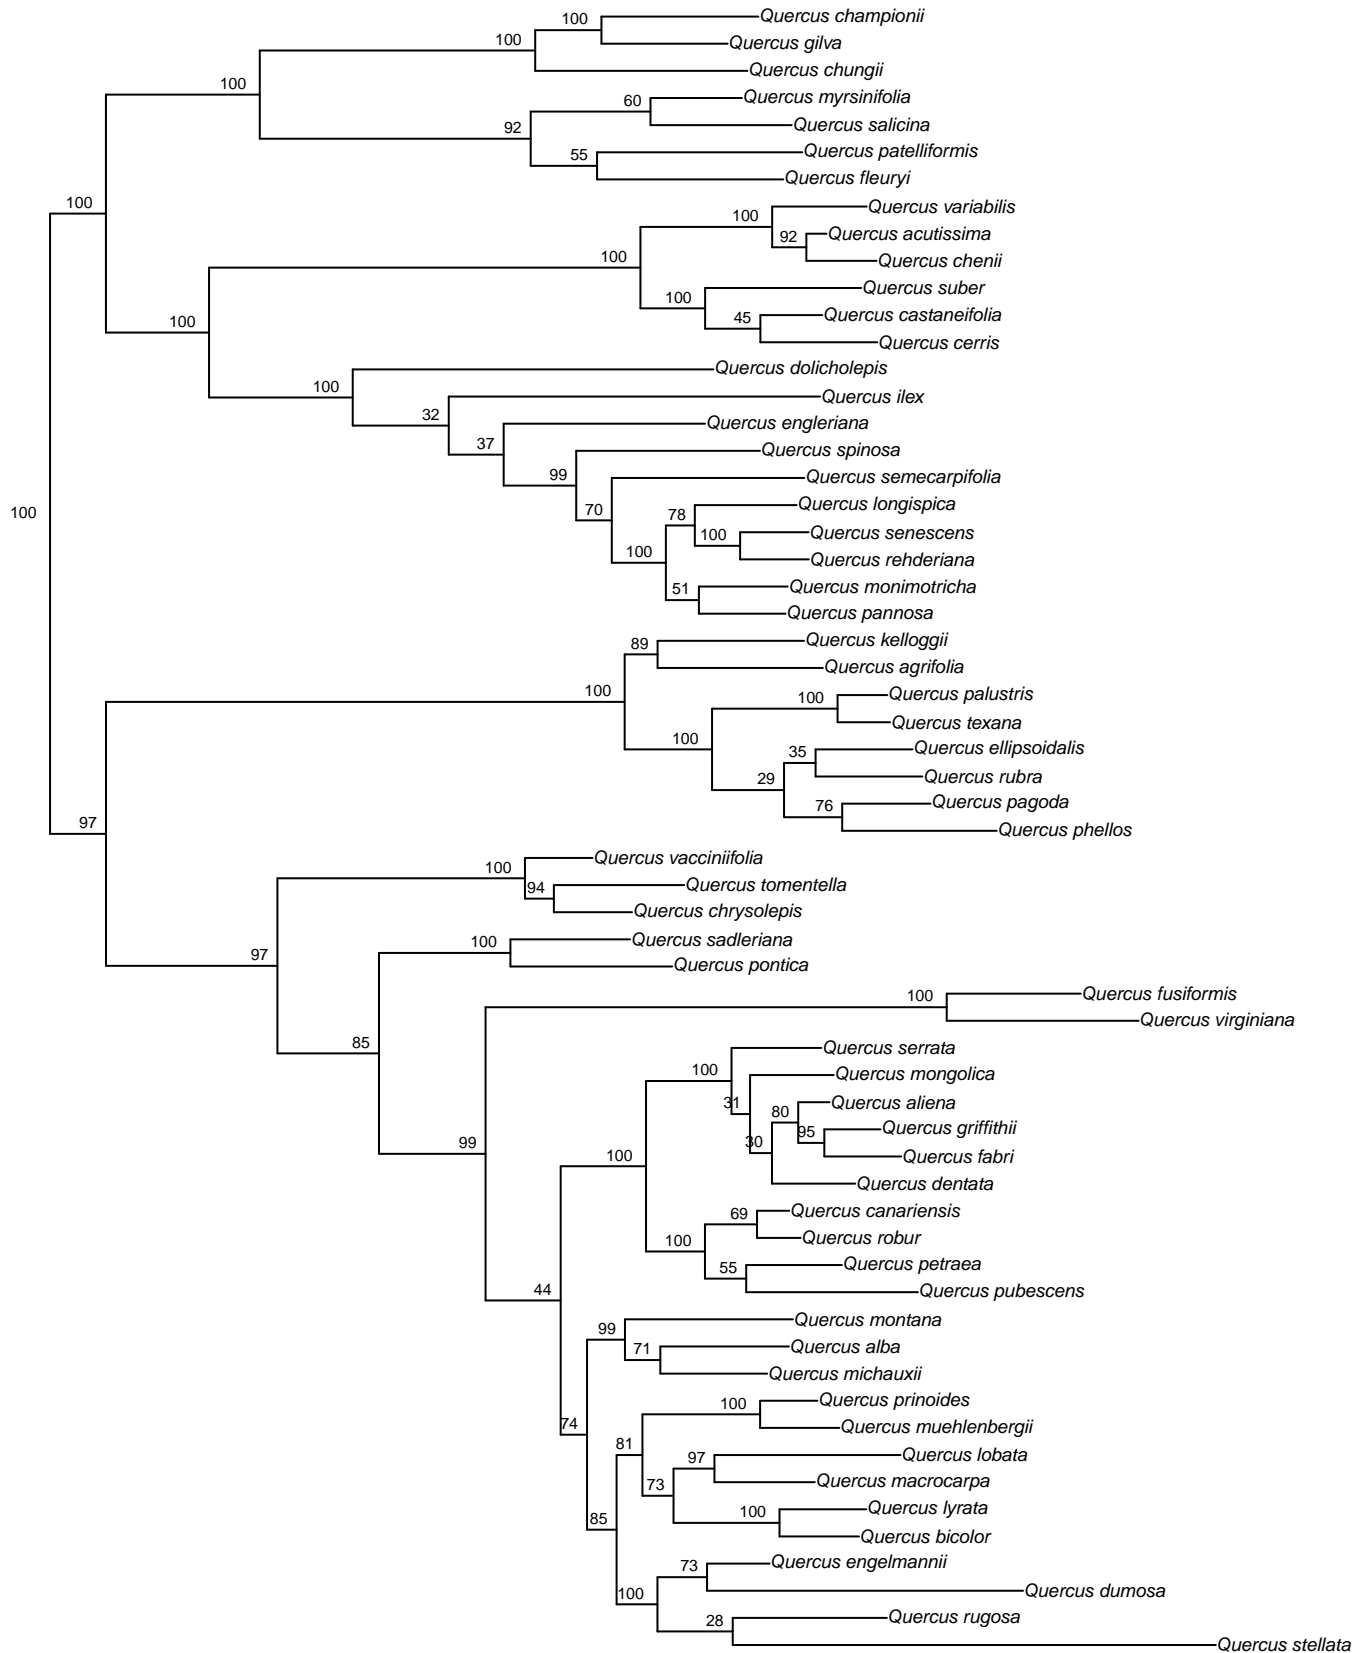 Quercus championii
100
Quercus gilva
100
Quercus chungii
100
Quercus myrsinifolia
60
Quercus salicina
92
Quercus patelliformis
55
Quercus fleuryi
100
Quercus variabilis
100
Quercus acutissima
92
Quercus chenii
100
Quercus suber
100
Quercus castaneifolia
45
Quercus cerris
100
Quercus dolicholepis
100
Quercus ilex
32
Quercus engleriana
37
Quercus spinosa
99
Quercus semecarpifolia
70
Quercus longispica
78
Quercus senescens
100
Quercus rehderiana
100
Quercus monimotricha
51
Quercus pannosa
100
Quercus kelloggii
89
Quercus agrifolia
100
Quercus palustris
100
Quercus texana
100
Quercus ellipsoidalis
35
Quercus rubra
29
Quercus pagoda
76
Quercus phellos
97
Quercus vacciniifolia
100
Quercus tomentella
94
Quercus chrysolepis
97
Quercus sadleriana
100
Quercus pontica
85
Quercus fusiformis
100
Quercus virginiana
99
Quercus serrata
100
Quercus mongolica
31
Quercus aliena
80
Quercus griffithii
95
30
Quercus fabri
100
Quercus dentata
Quercus canariensis
69
Quercus robur
100
Quercus petraea
55
Quercus pubescens
44
Quercus montana
99
Quercus alba
71
Quercus michauxii
74
Quercus prinoides
100
Quercus muehlenbergii
81
Quercus lobata
97
Quercus macrocarpa
73
Quercus lyrata
100
Quercus bicolor
85
Quercus engelmannii
73
Quercus dumosa
100
Quercus rugosa
28
Quercus stellata